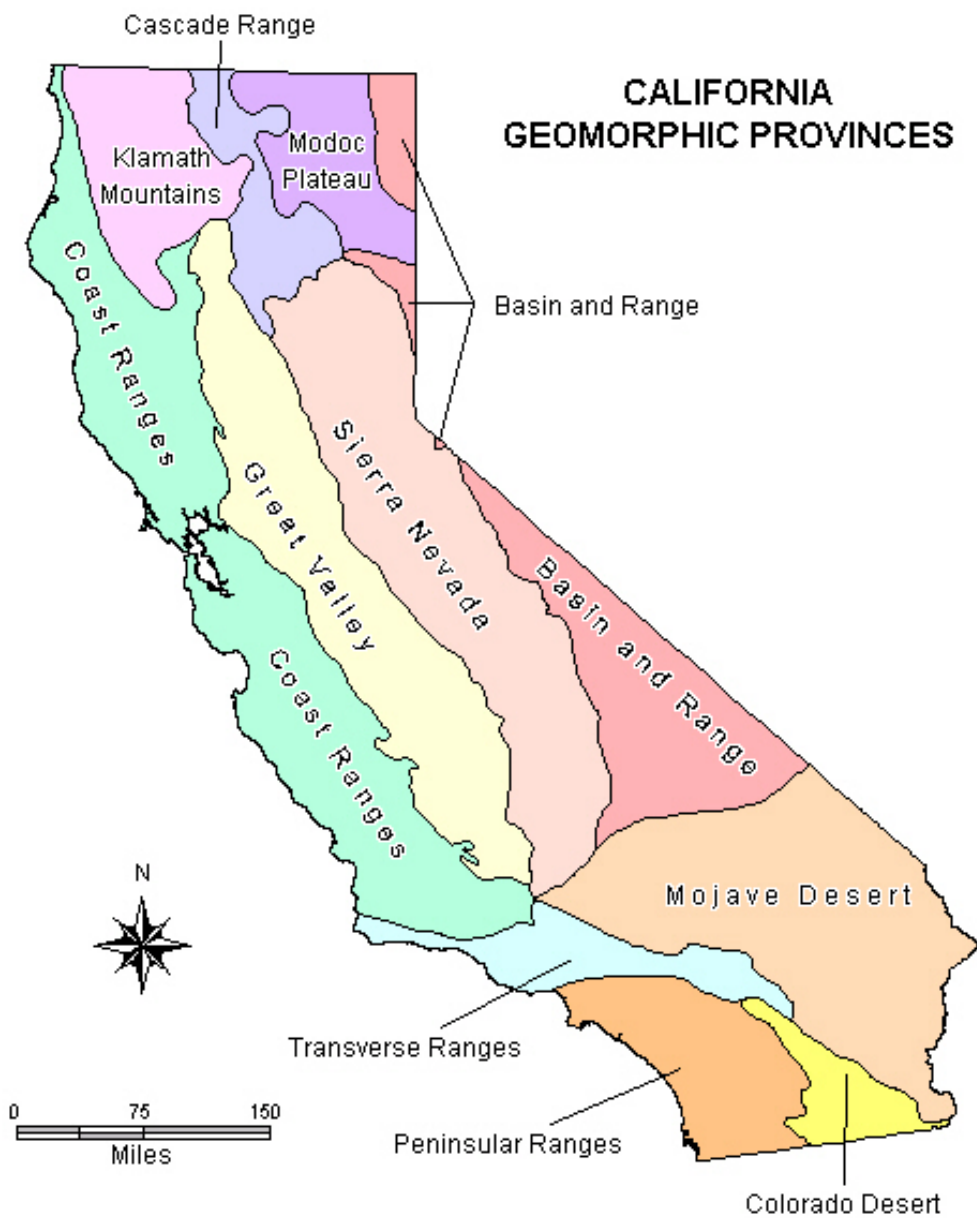 Cascade Range
CALIFORNIA
GEOMORPHIC PROVINCES
Klamath
Mountains
Modoc
Plateau
Coast Ranges
Basin and Range
Sierra Nevada
Great Valley
Basin and Range
Coast Ranges
N
Mojave Desert
Transverse Ranges
0 75 150
Miles
Peninsular Ranges
Colorado Desert